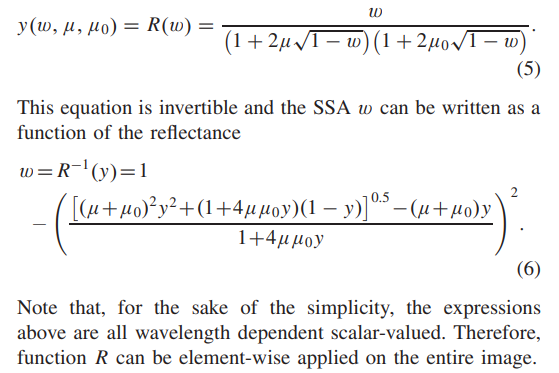 y(w, μ, μ₀) = R(w) = w / ((1 + 2μ√(1 − w))(1 + 2μ₀√(1 − w))).
(5)
This equation is invertible and the SSA w can be written as a
function of the reflectance
w = R⁻¹(y) = 1
− ( ([(μ+μ₀)²y² + (1+4μμ₀y)(1 − y)]^0.5 − (μ+μ₀)y) / (1+4μμ₀y) )².
(6)
Note that, for the sake of the simplicity, the expressions
above are all wavelength dependent scalar-valued. Therefore,
function R can be element-wise applied on the entire image.